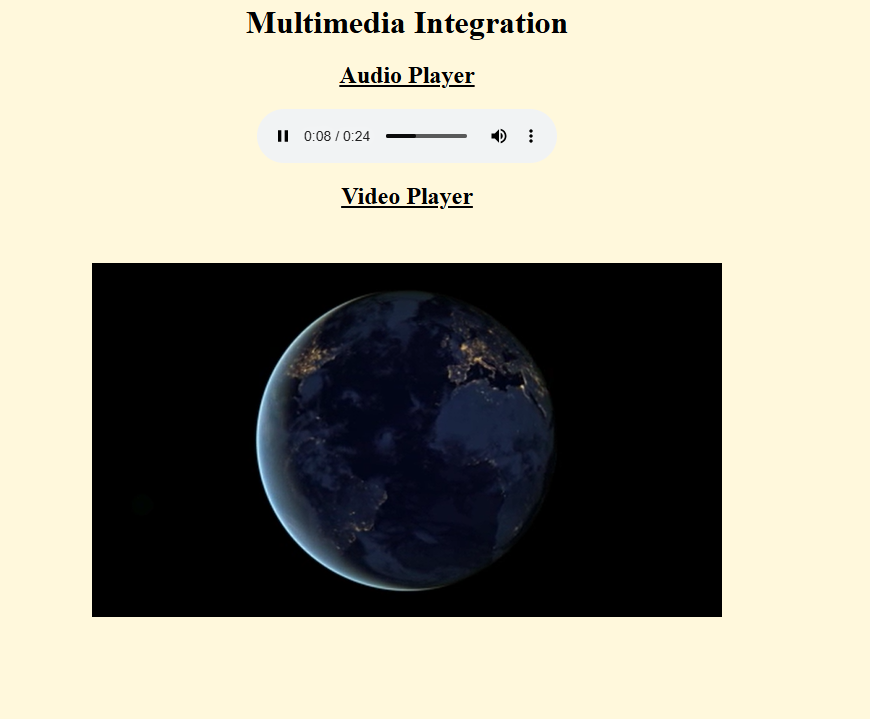 Multimedia Integration
Audio Player
0:08 / 0:24
Video Player